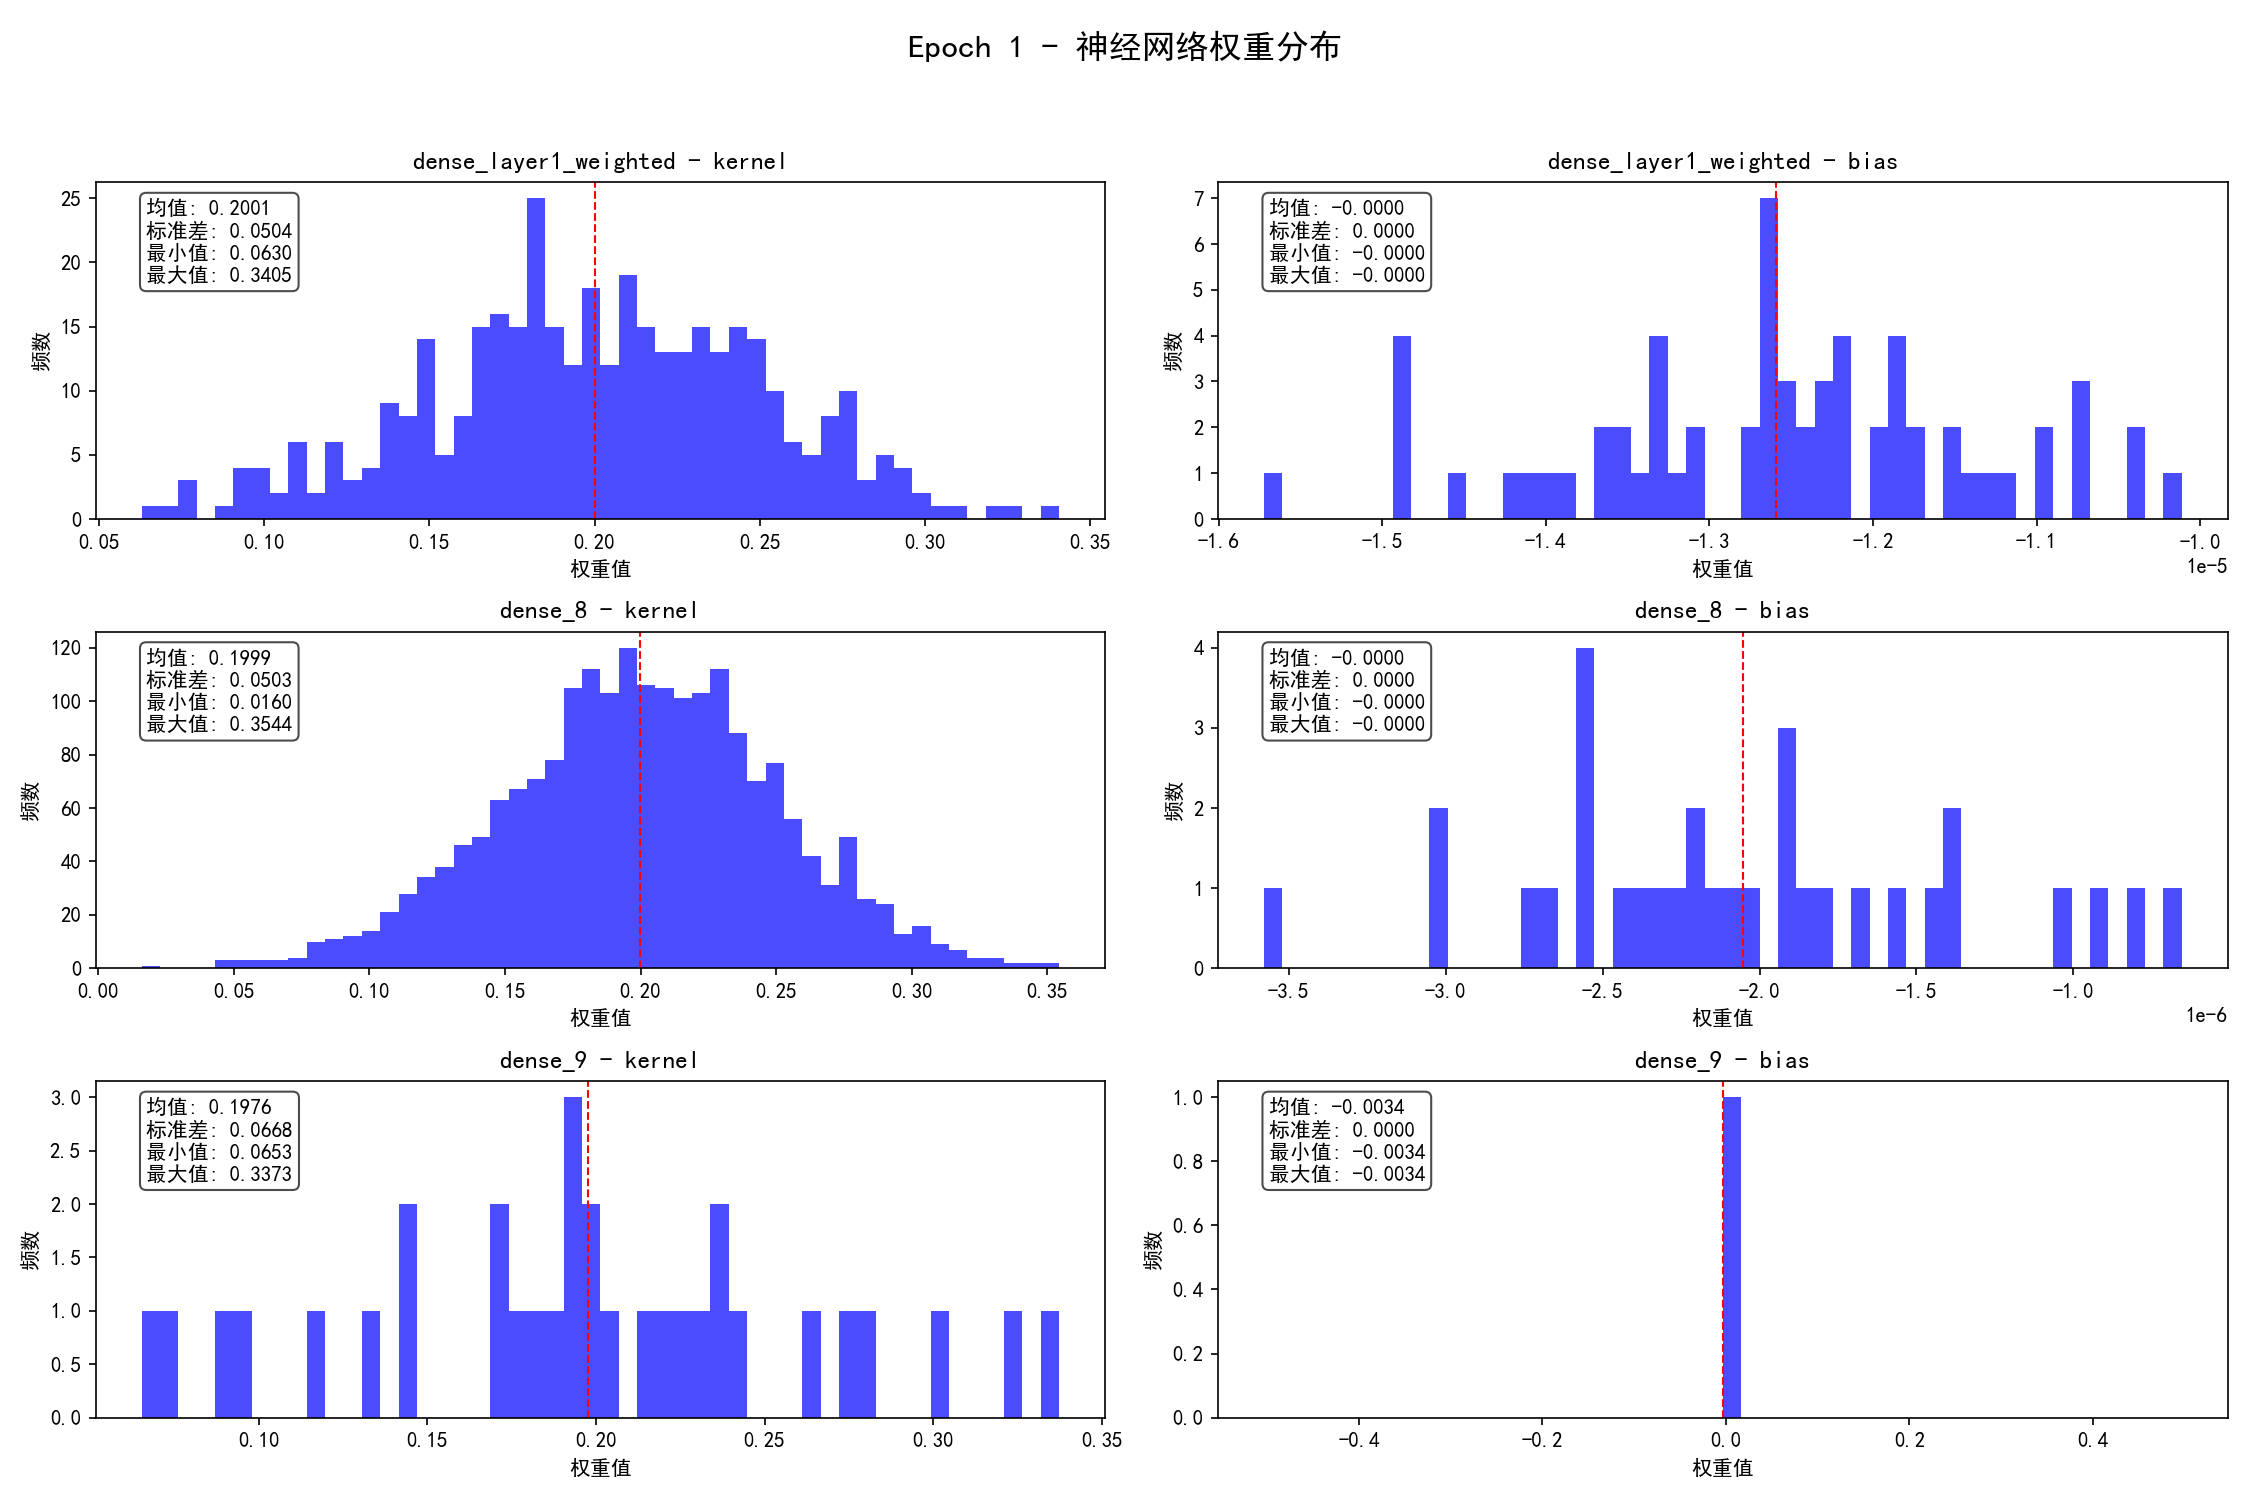 Epoch 1 - 神经网络权重分布
dense_layer1_weighted - kernel
均值: 0.2001
标准差: 0.0504
最小值: 0.0630
最大值: 0.3405
频数
25
20
15
10
5
0
0.05 0.10 0.15 0.20 0.25 0.30 0.35
权重值
dense_layer1_weighted - bias
均值: -0.0000
标准差: 0.0000
最小值: -0.0000
最大值: -0.0000
频数
7
6
5
4
3
2
1
0
-1.6 -1.5 -1.4 -1.3 -1.2 -1.1 -1.0
1e-5
权重值
dense_8 - kernel
均值: 0.1999
标准差: 0.0503
最小值: 0.0160
最大值: 0.3544
频数
120
100
80
60
40
20
0
0.00 0.05 0.10 0.15 0.20 0.25 0.30 0.35
权重值
dense_8 - bias
均值: -0.0000
标准差: 0.0000
最小值: -0.0000
最大值: -0.0000
频数
4
3
2
1
0
-3.5 -3.0 -2.5 -2.0 -1.5 -1.0
1e-6
权重值
dense_9 - kernel
均值: 0.1976
标准差: 0.0668
最小值: 0.0653
最大值: 0.3373
频数
3.0
2.5
2.0
1.5
1.0
0.5
0.0
0.10 0.15 0.20 0.25 0.30 0.35
权重值
dense_9 - bias
均值: -0.0034
标准差: 0.0000
最小值: -0.0034
最大值: -0.0034
频数
1.0
0.8
0.6
0.4
0.2
0.0
-0.4 -0.2 0.0 0.2 0.4
权重值